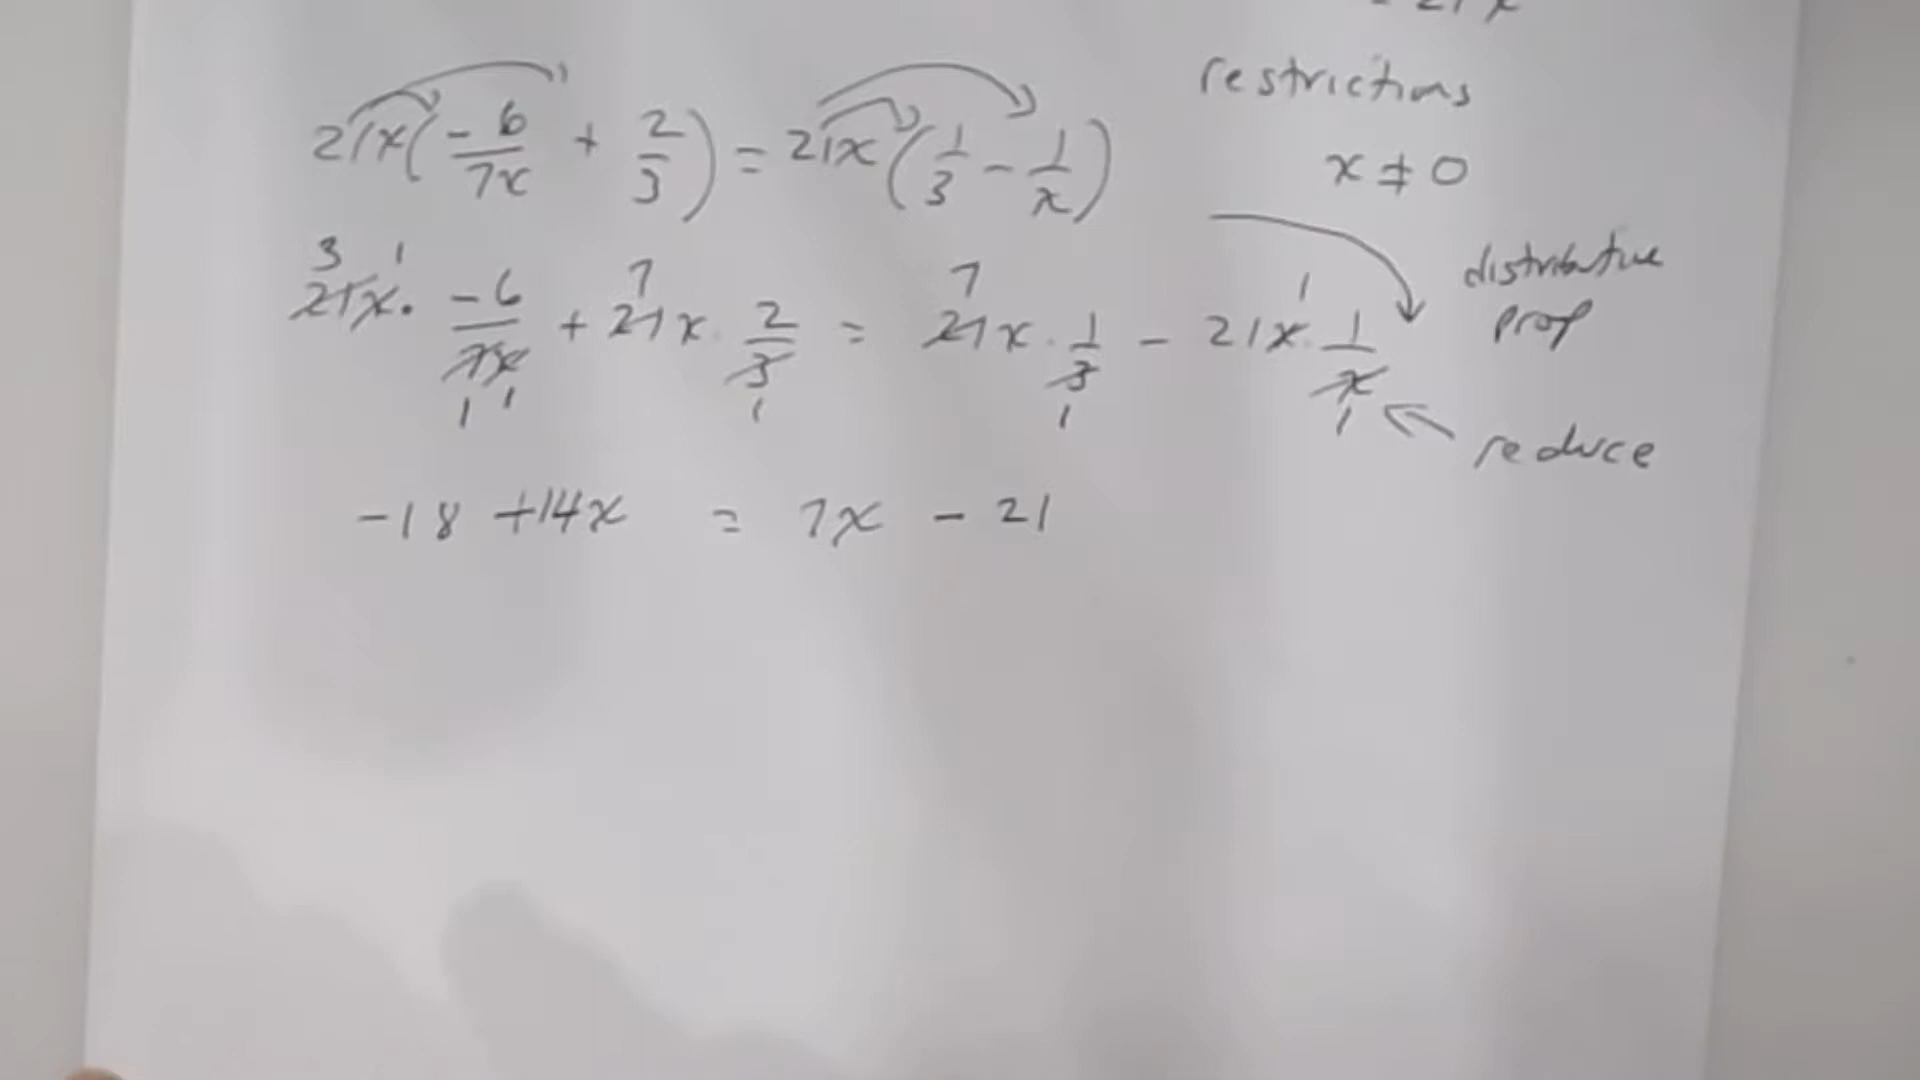 21x
restrictions
21x(-6/7x + 2/3) = 21x(1/3 - 1/x)
x ≠ 0
3 1 7 7 1
21x · -6/7x + 21x · 2/3 = 21x · 1/3 - 21x · 1/x
1 1 1 1 1
distributive
prop
reduce
-18 +14x = 7x - 21